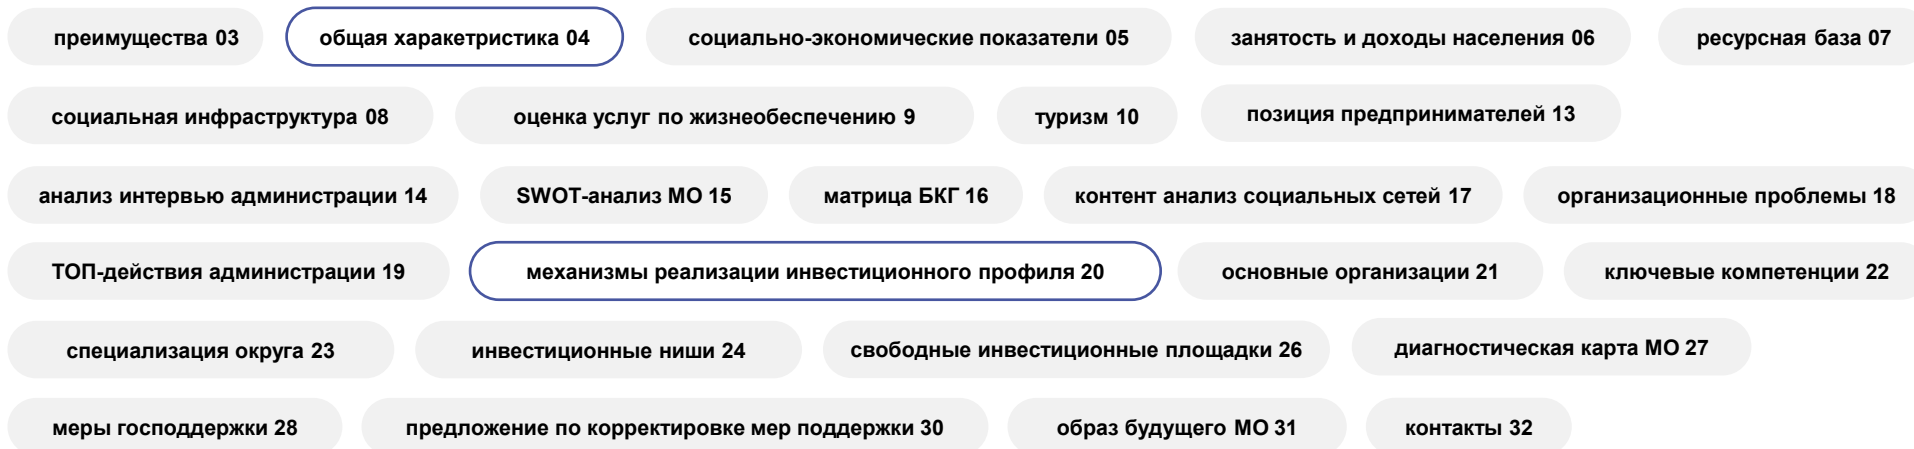 преимущества 03 общая характеристика 04 социально-экономические показатели 05 занятость и доходы населения 06 ресурсная база 07
социальная инфраструктура 08 оценка услуг по жизнеобеспечению 9 туризм 10 позиция предпринимателей 13
анализ интервью администрации 14 SWOT-анализ МО 15 матрица БКГ 16 контент анализ социальных сетей 17 организационные проблемы 18
ТОП-действия администрации 19 механизмы реализации инвестиционного профиля 20 основные организации 21 ключевые компетенции 22
специализация округа 23 инвестиционные ниши 24 свободные инвестиционные площадки 26 диагностическая карта МО 27
меры господдержки 28 предложение по корректировке мер поддержки 30 образ будущего МО 31 контакты 32